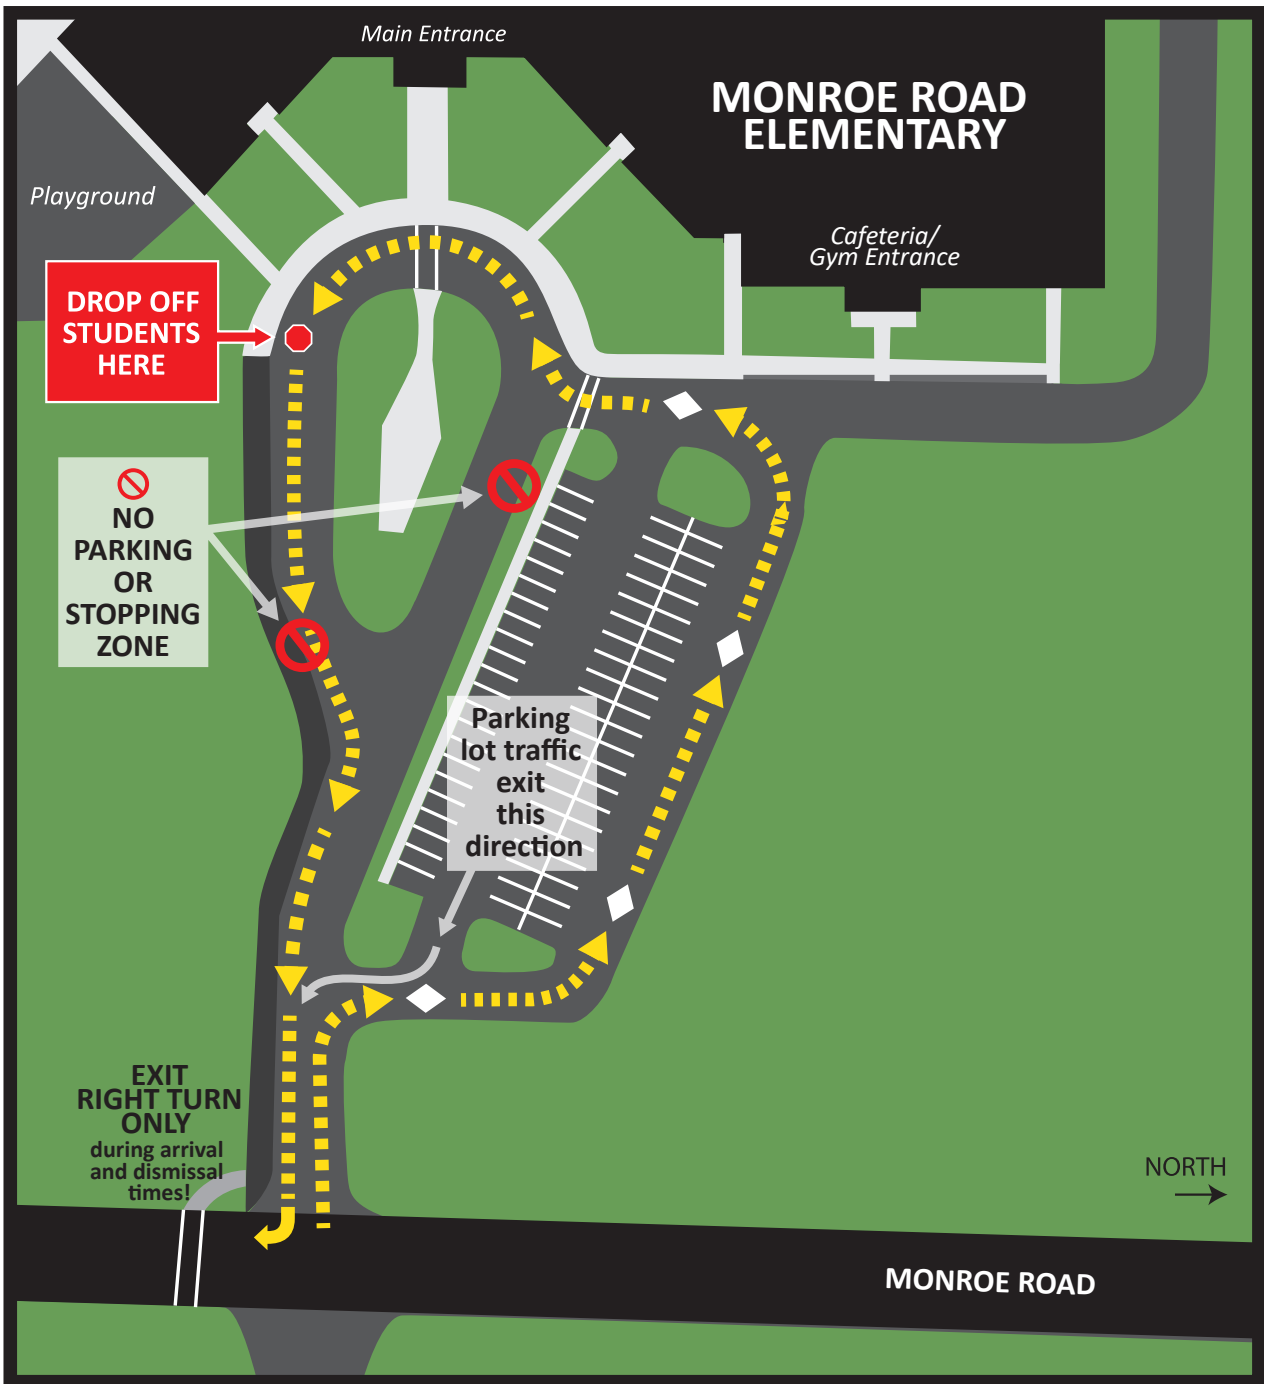 Main Entrance
MONROE ROAD
ELEMENTARY
Playground
Cafeteria/
Gym Entrance
DROP OFF
STUDENTS
HERE
NO
PARKING
OR
STOPPING
ZONE
Parking
lot traffic
exit
this
direction
EXIT
RIGHT TURN
ONLY
during arrival
and dismissal
times!
NORTH
MONROE ROAD